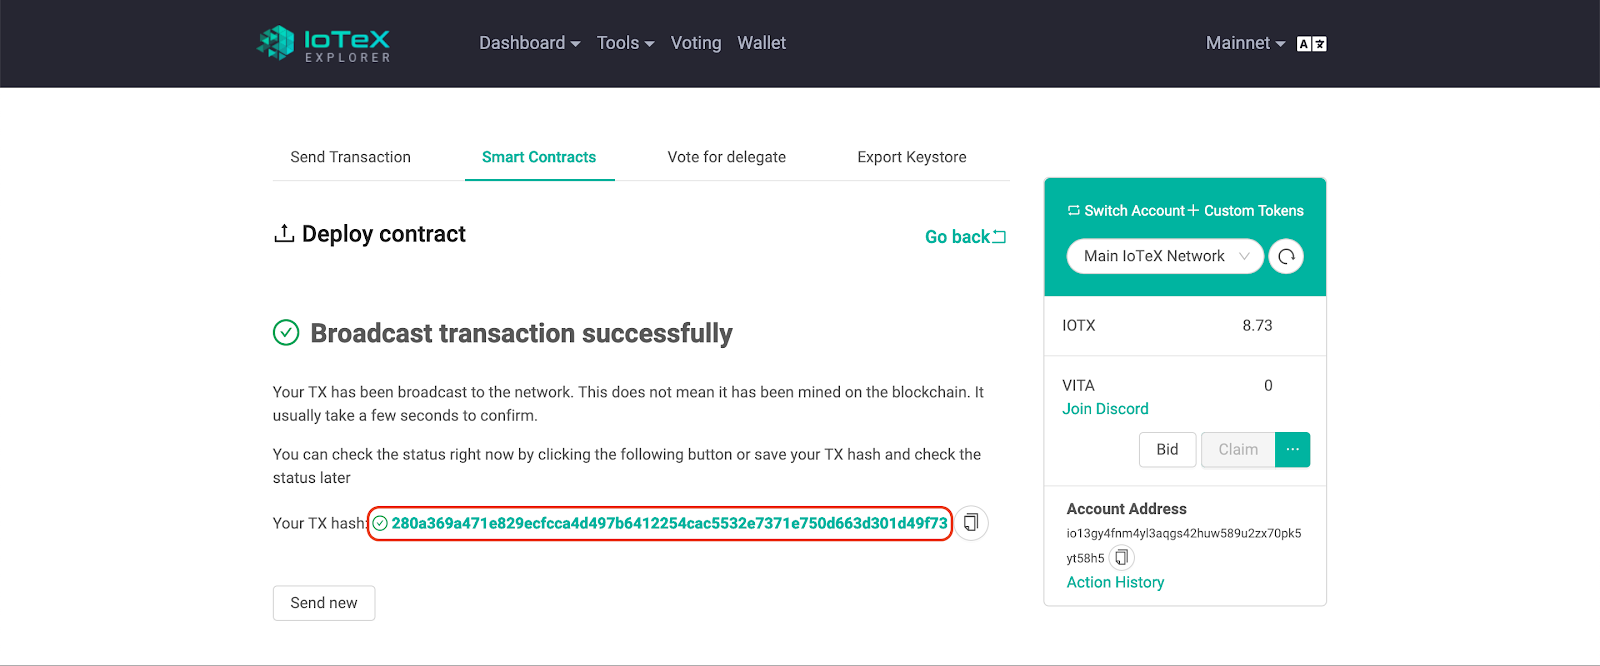 IoTeX
EXPLORER
Dashboard
Tools
Voting
Wallet
Mainnet
A文
Send Transaction
Smart Contracts
Vote for delegate
Export Keystore
Deploy contract
Go back
Broadcast transaction successfully
Your TX has been broadcast to the network. This does not mean it has been mined on the blockchain. It
usually take a few seconds to confirm.
You can check the status right now by clicking the following button or save your TX hash and check the
status later
Your TX hash: 280a369a471e829ecfcca4d497b6412254cac5532e7371e750d663d301d49f73
Send new
Switch Account + Custom Tokens
Main IoTeX Network
IOTX 8.73
VITA 0
Join Discord
Bid
Claim
...
Account Address
io13gy4fnm4yl3aqgs42huw589u2zx70pk5
yt58h5
Action History